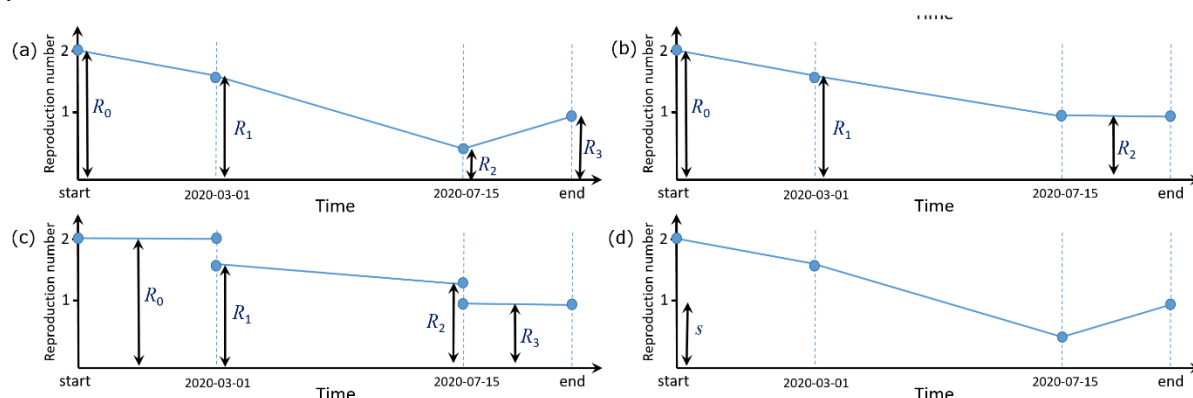 Time
(a)
Reproduction number
2
1
R0
R1
R2
R3
start
2020-03-01
2020-07-15
end
Time
(b)
Reproduction number
2
1
R0
R1
R2
start
2020-03-01
2020-07-15
end
Time
(c)
Reproduction number
2
1
R0
R1
R2
R3
start
2020-03-01
2020-07-15
end
Time
(d)
Reproduction number
2
1
s
start
2020-03-01
2020-07-15
end
Time